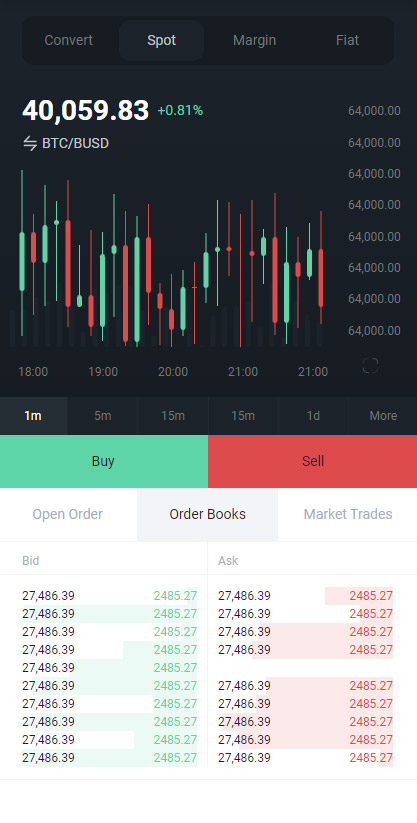 Convert Spot Margin Fiat
40,059.83 +0.81% 64,000.00
BTC/BUSD 64,000.00
64,000.00
64,000.00
64,000.00
64,000.00
64,000.00
64,000.00
18:00 19:00 20:00 21:00 21:00
1m 5m 15m 15m 1d More
Buy Sell
Open Order Order Books Market Trades
Bid Ask
27,486.39 2485.27 27,486.39 2485.27
27,486.39 2485.27 27,486.39 2485.27
27,486.39 2485.27 27,486.39 2485.27
27,486.39 2485.27 27,486.39 2485.27
27,486.39 2485.27
27,486.39 2485.27 27,486.39 2485.27
27,486.39 2485.27 27,486.39 2485.27
27,486.39 2485.27 27,486.39 2485.27
27,486.39 2485.27 27,486.39 2485.27
27,486.39 2485.27 27,486.39 2485.27